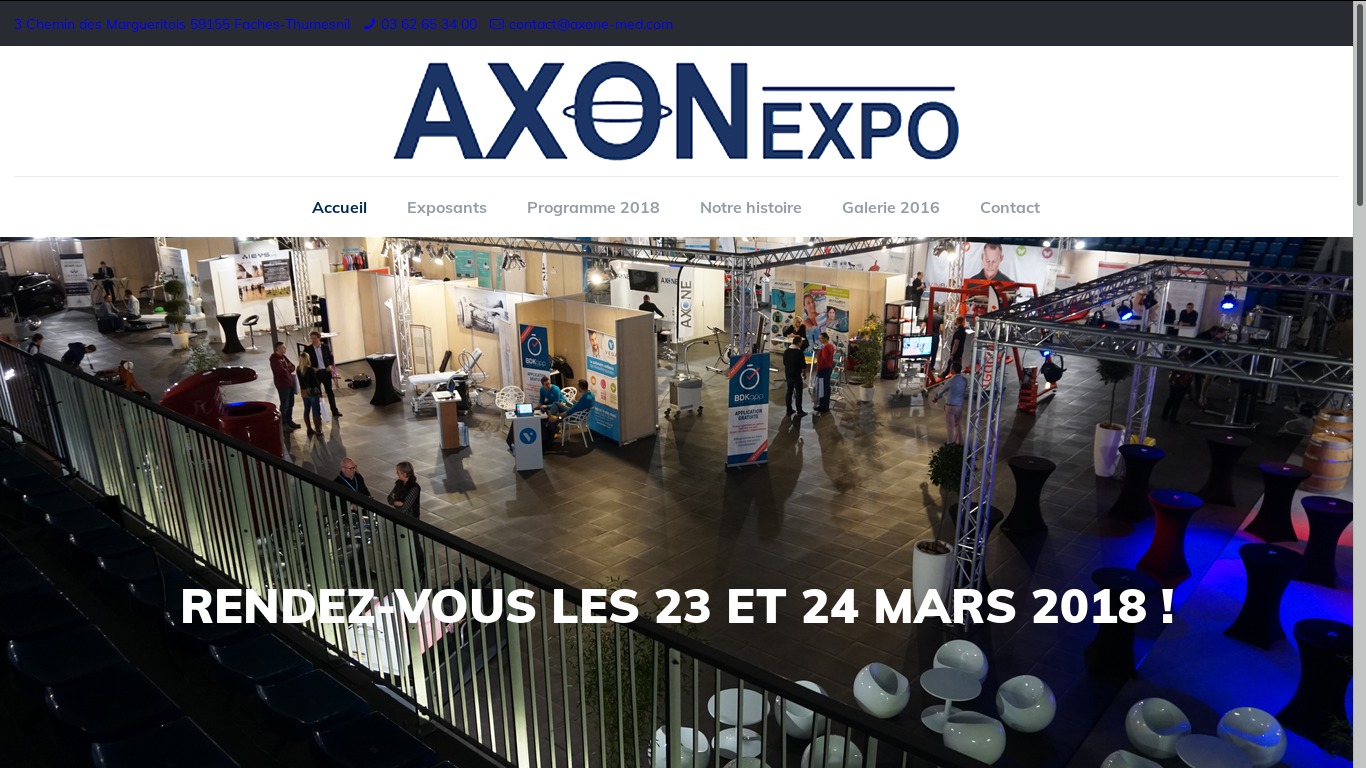 3 Chemin des Margueritois 59155 Faches-Thumesnil 03 62 65 34 00 contact@axone-med.com
AXON EXPO
Accueil Exposants Programme 2018 Notre histoire Galerie 2016 Contact
AXONE
BDKapp
BDKapp
APPLICATION
GRATUITE
RENDEZ-VOUS LES 23 ET 24 MARS 2018 !